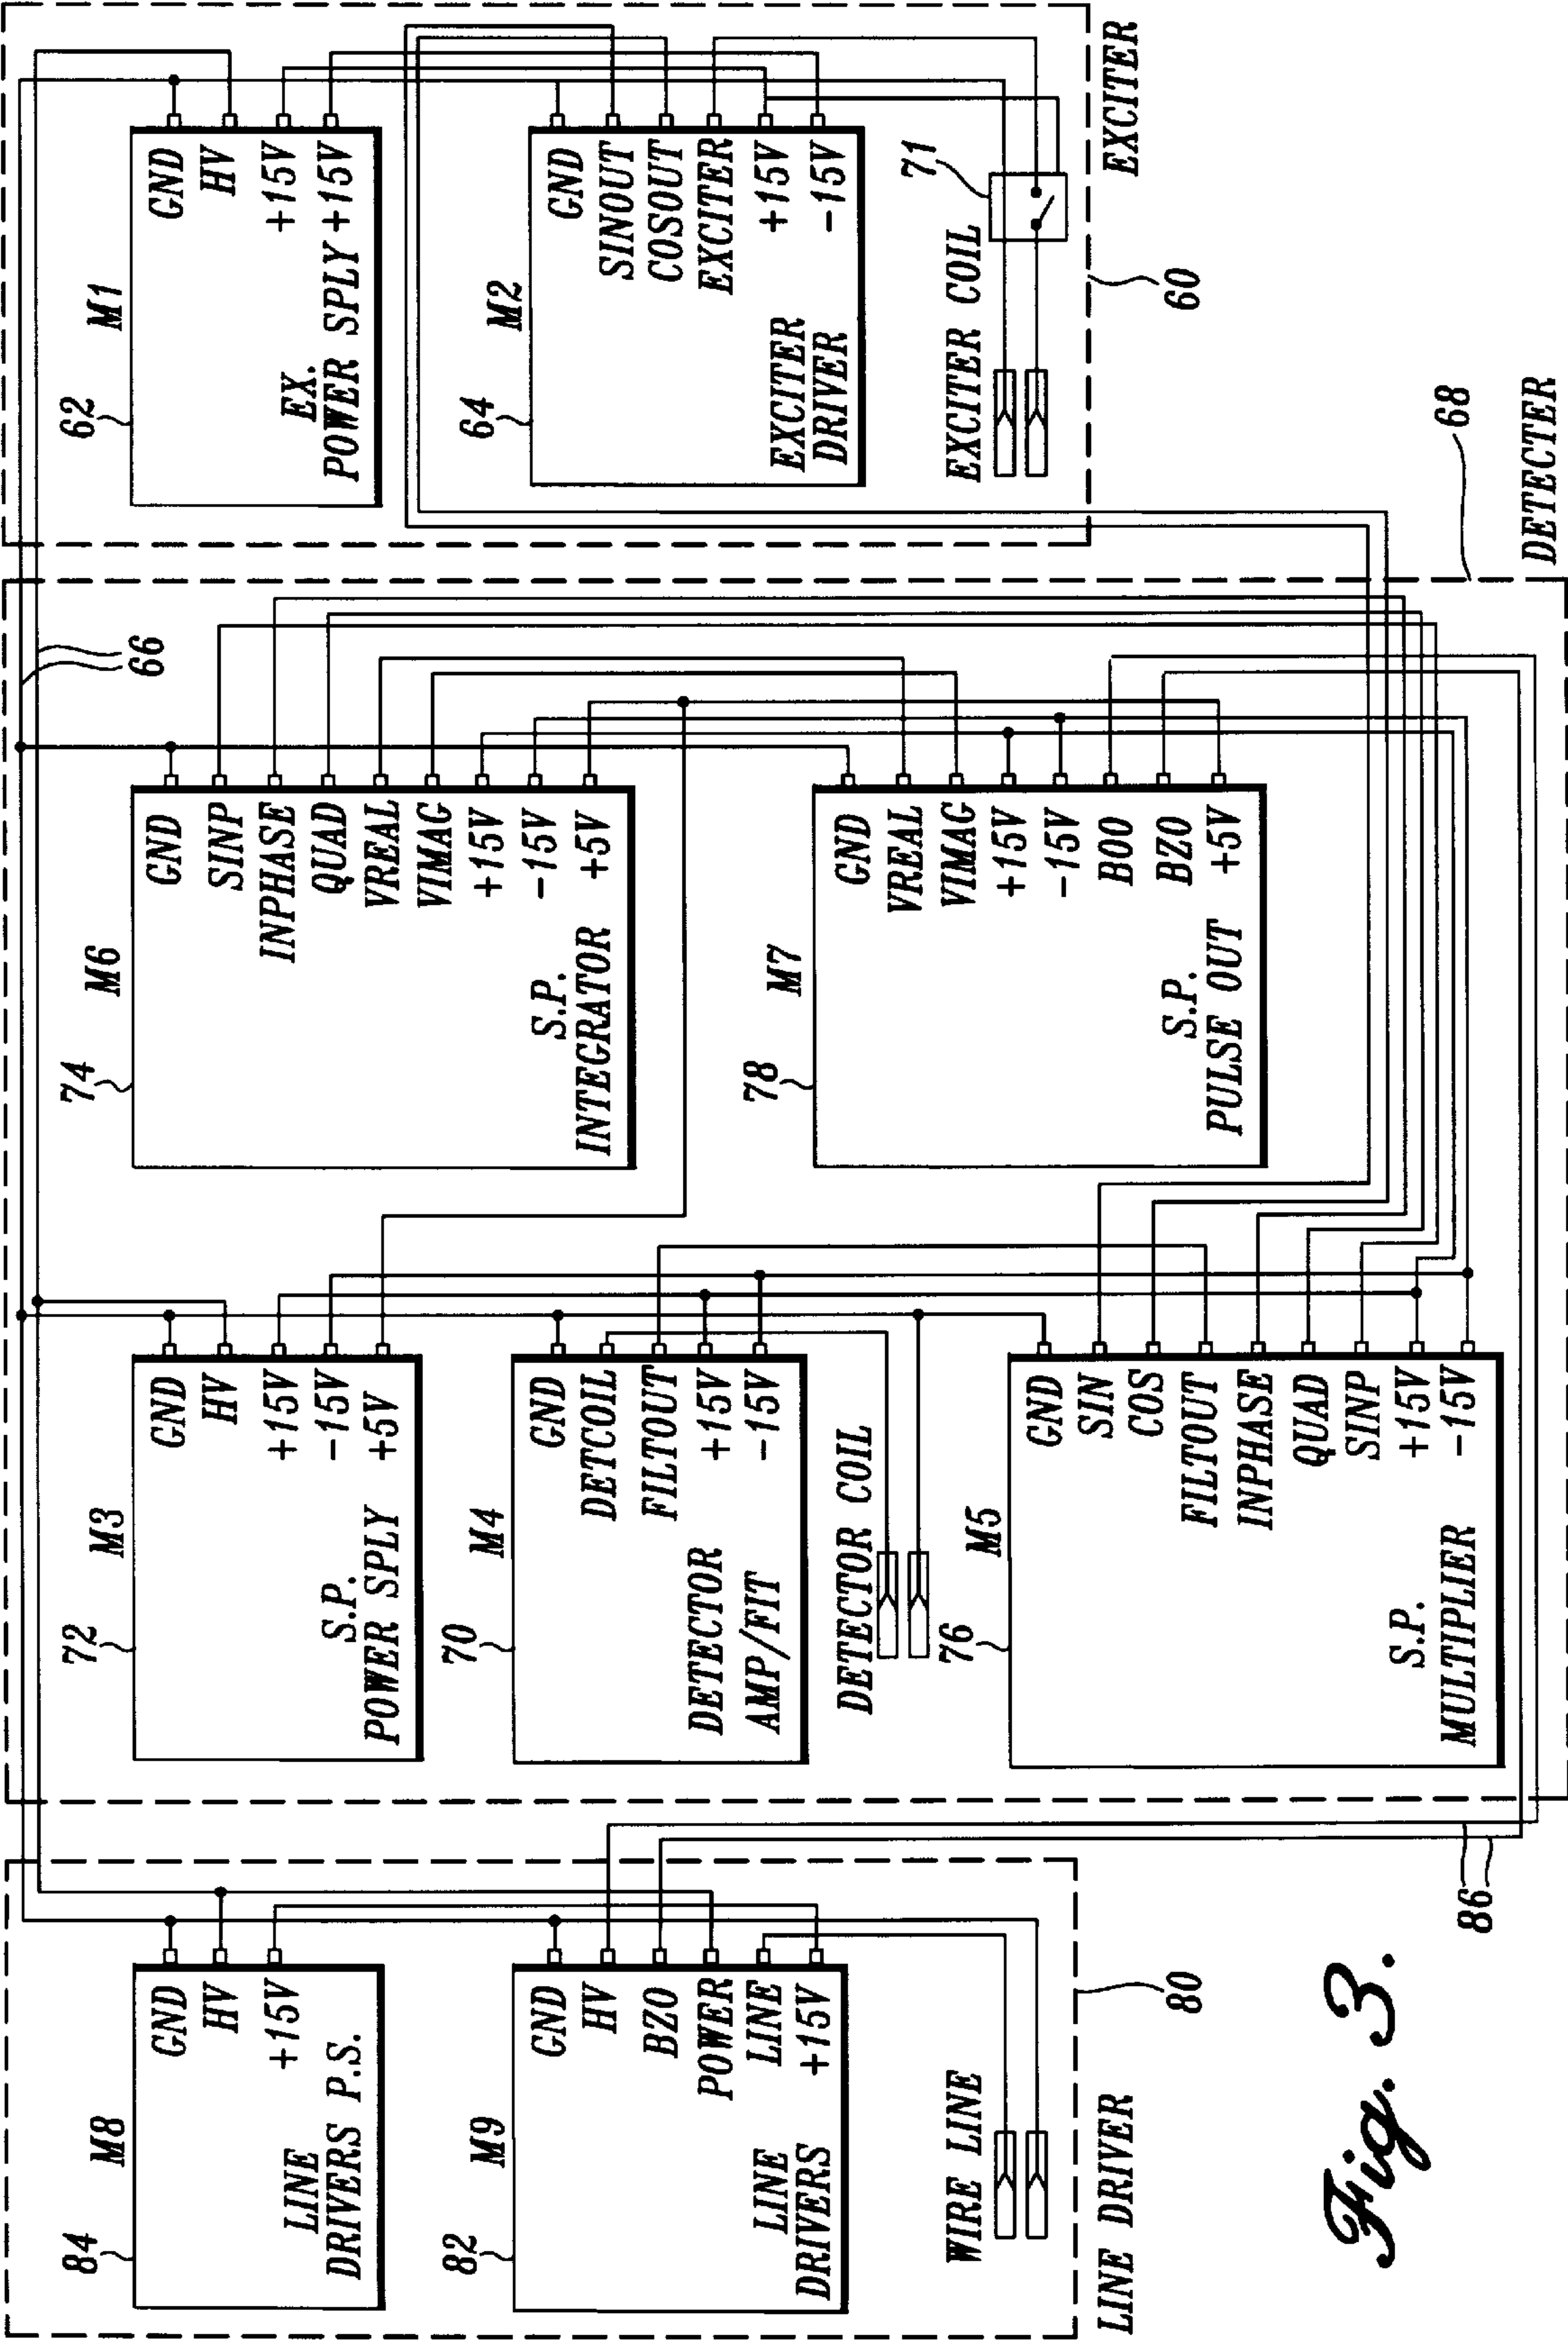 M8
84
GND
HV
+15V
LINE
DRIVERS P.S.
M9
82
GND
HV
BZO
POWER
LINE
+15V
LINE
DRIVERS
WIRE LINE
80
LINE DRIVER
M3
72
GND
HV
+15V
-15V
+5V
S.P.
POWER SPLY
M4
70
GND
DETCOIL
FILTOUT
+15V
-15V
DETECTOR
AMP/FIT
DETECTOR COIL
M5
76
GND
SIN
COS
FILTOUT
INPHASE
QUAD
SINP
+15V
-15V
S.P.
MULTIPLIER
86
M6
74
66
GND
SINP
INPHASE
QUAD
VREAL
VIMAG
+15V
-15V
+5V
S.P.
INTEGRATOR
M7
78
GND
VREAL
VIMAG
+15V
-15V
BOO
BZO
+5V
S.P.
PULSE OUT
68
DETECTER
M1
62
GND
HV
+15V
+15V
EX.
POWER SPLY
M2
64
GND
SINOUT
COSOUT
EXCITER
+15V
-15V
EXCITER
DRIVER
71
EXCITER COIL
60
EXCITER
Fig. 3.